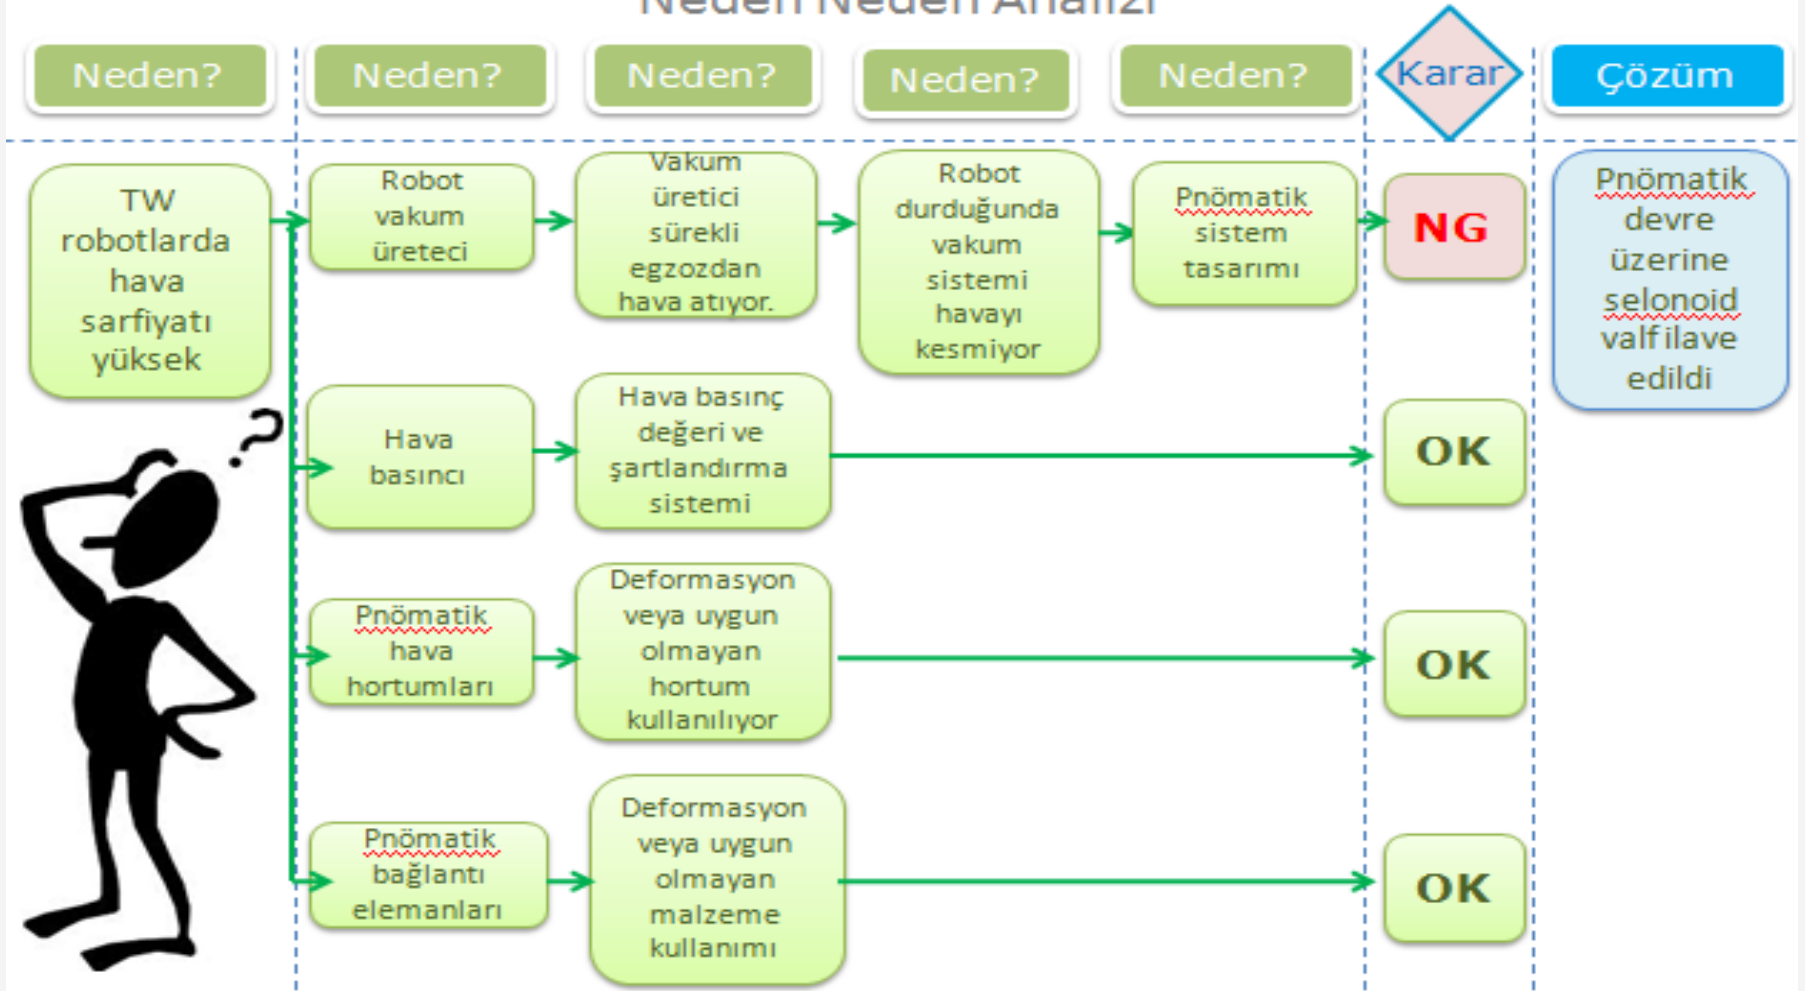 Neden Neden Analizi
Neden?
Neden?
Neden?
Neden?
Neden?
Karar
Çözüm
TW
robotlarda
hava
sarfiyatı
yüksek
Robot
vakum
üreteci
Vakum
üretici
sürekli
egzozdan
hava atıyor.
Robot
durduğunda
vakum
sistemi
havayı
kesmiyor
Pnömatik
sistem
tasarımı
NG
Pnömatik
devre
üzerine
selonoid
valf ilave
edildi
?
Hava
basıncı
Hava basınç
değeri ve
şartlandırma
sistemi
OK
Pnömatik
hava
hortumları
Deformasyon
veya uygun
olmayan
hortum
kullanılıyor
OK
Pnömatik
bağlantı
elemanları
Deformasyon
veya uygun
olmayan
malzeme
kullanımı
OK